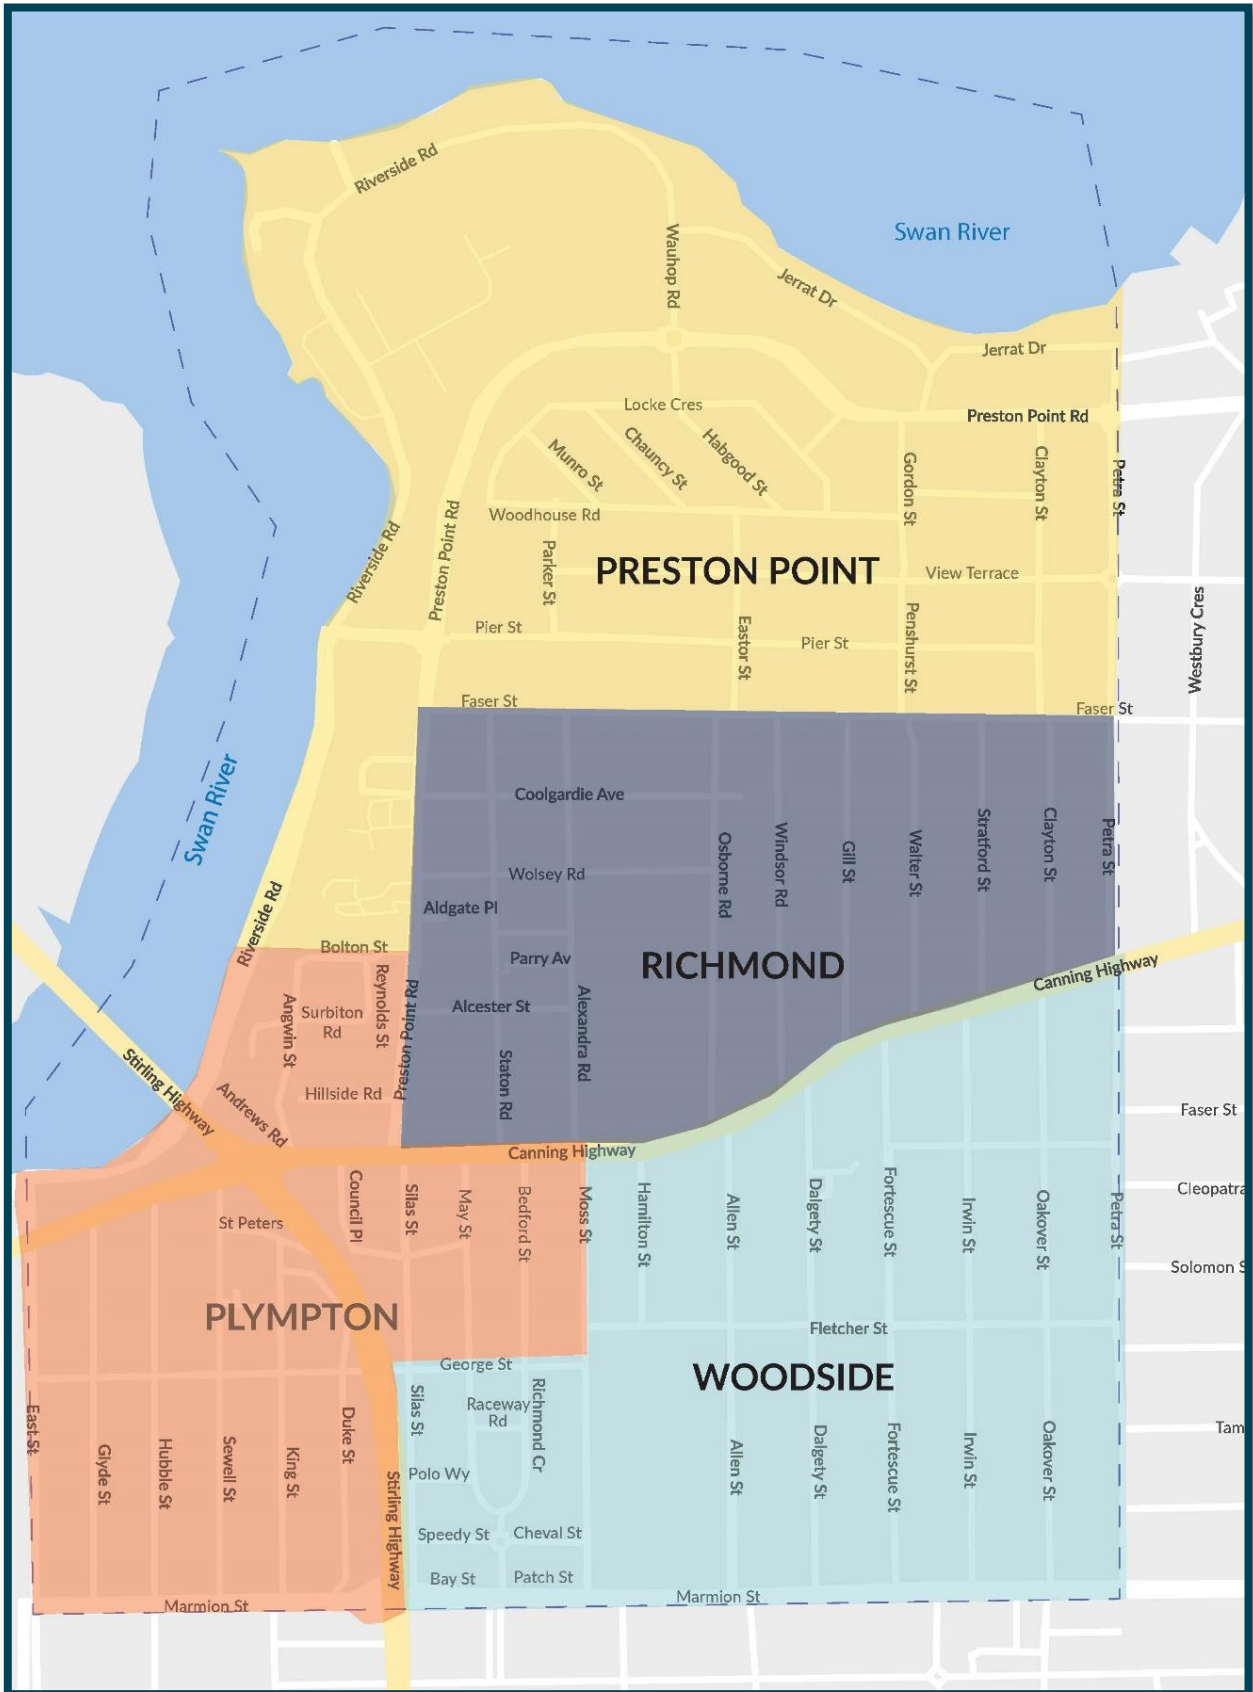 Riverside Rd
Swan River
Wauhop Rd
Jerrat Dr
Jerrat Dr
Locke Cres
Preston Point Rd
Munro St
Chauncy St
Habgood St
Gordon St
Clayton St
Petra St
Woodhouse Rd
Riverside Rd
Preston Point Rd
Parker St
PRESTON POINT
View Terrace
Westbury Cres
Pier St
Eastor St
Pier St
Penshurst St
Faser St
Faser St
Swan River
Coolgardie Ave
Osborne Rd
Windsor Rd
Gill St
Walter St
Stratford St
Clayton St
Petra St
Wolsey Rd
Aldgate Pl
Riverside Rd
Bolton St
Parry Av
RICHMOND
Canning Highway
Reynolds St
Preston Point Rd
Angwin St
Surbiton
Rd
Alcester St
Alexandra Rd
Stirling Highway
Andrews Rd
Hillside Rd
Staton Rd
Faser St
Canning Highway
Council Pl
Silas St
May St
Bedford St
Moss St
Hamilton St
Allen St
Dalgety St
Fortescue St
Irwin St
Oakover St
Petra St
Cleopatra
St Peters
Solomon S
PLYMPTON
Fletcher St
George St
WOODSIDE
East St
Glyde St
Hubble St
Sewell St
King St
Duke St
Stirling Highway
Silas St
Raceway
Rd
Richmond Cr
Allen St
Dalgety St
Fortescue St
Irwin St
Oakover St
Tam
Polo Wy
Speedy St
Cheval St
Bay St
Patch St
Marmion St
Marmion St